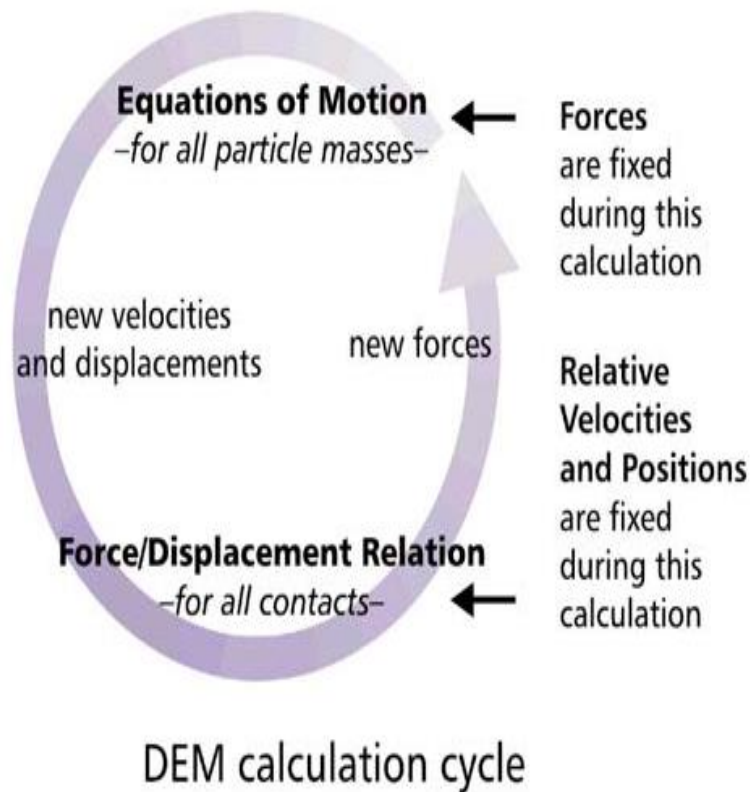 Equations of Motion
–for all particle masses–
Forces
are fixed
during this
calculation
new velocities
and displacements
new forces
Relative
Velocities
and Positions
are fixed
during this
calculation
Force/Displacement Relation
–for all contacts–
DEM calculation cycle